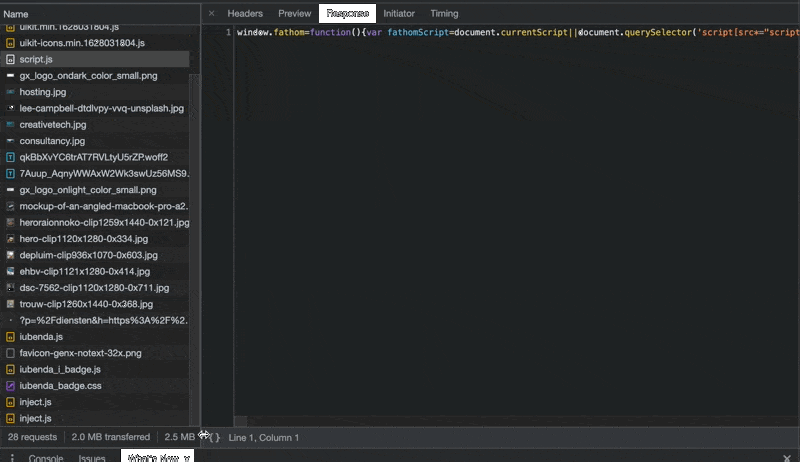 Name
Headers Preview Response Initiator Timing
uikit.min.1628031804.js
1 window.fathom=function(){var fathomScript=document.currentScript||document.querySelector('script[src*="script
uikit-icons.min.1628031804.js
script.js
gx_logo_ondark_color_small.png
hosting.jpg
lee-campbell-dtdlvpy-vvq-unsplash.jpg
creativetech.jpg
consultancy.jpg
qkBbXvYC6trAT7RVLtyU5rZP.woff2
7Auup_AqnyWWAxW2Wk3swUz56MS9.
gx_logo_onlight_color_small.png
mockup-of-an-angled-macbook-pro-a2.
heroraionnoko-clip1259x1440-0x121.jpg
hero-clip1120x1280-0x334.jpg
depluim-clip936x1070-0x603.jpg
ehbv-clip1121x1280-0x414.jpg
dsc-7562-clip1120x1280-0x711.jpg
trouw-clip1260x1440-0x368.jpg
?p=%2Fdiensten&h=https%3A%2F%2.
iubenda.js
favicon-genx-notext-32x.png
iubenda_i_badge.js
iubenda_badge.css
inject.js
inject.js
28 requests 2.0 MB transferred 2.5 MB { } Line 1, Column 1
Console Issues What's New